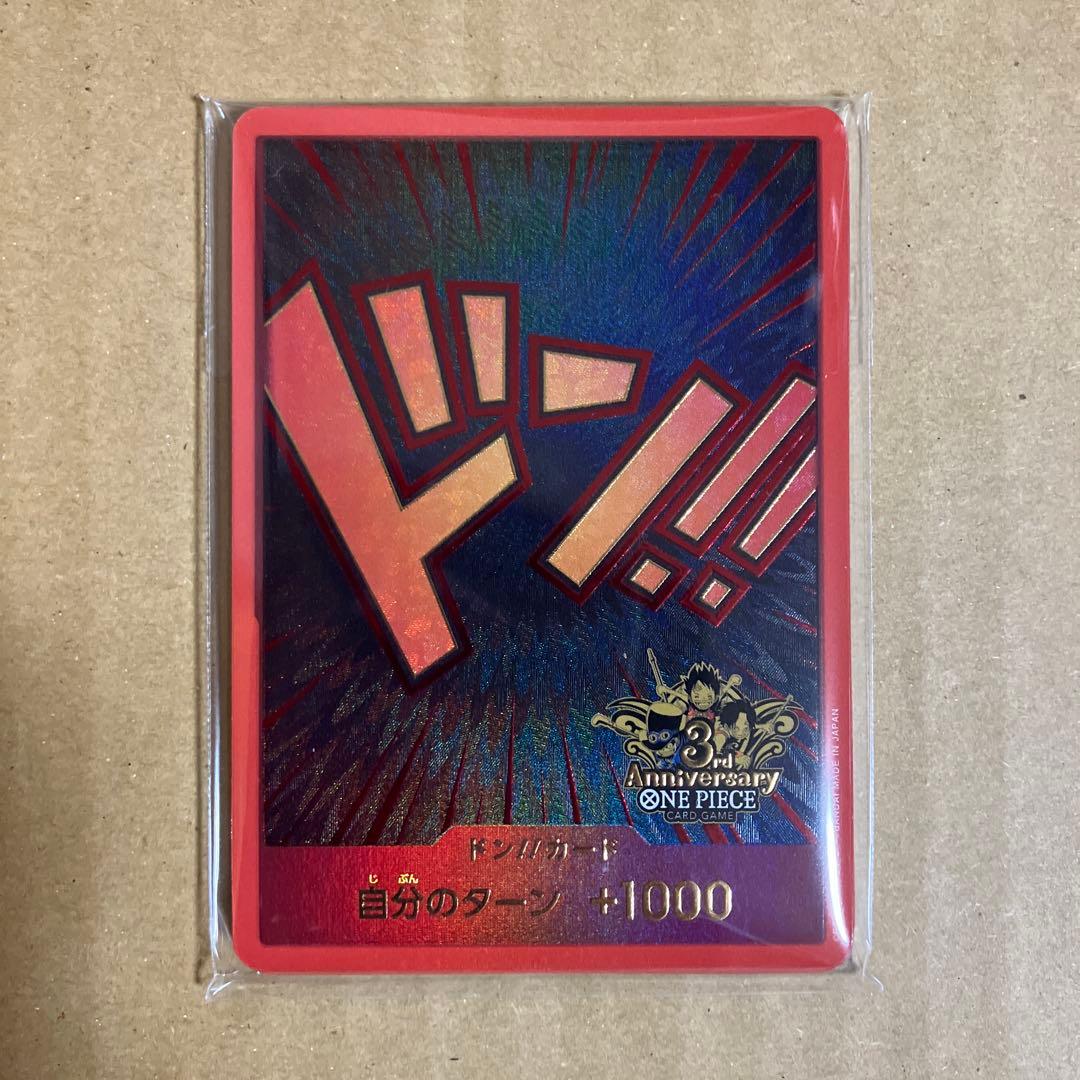 ドン!!
3rd
Anniversary
ONE PIECE
CARD GAME
BANDAI MADE IN JAPAN
ドン!!カード
じ ぶん
自分のターン +1000